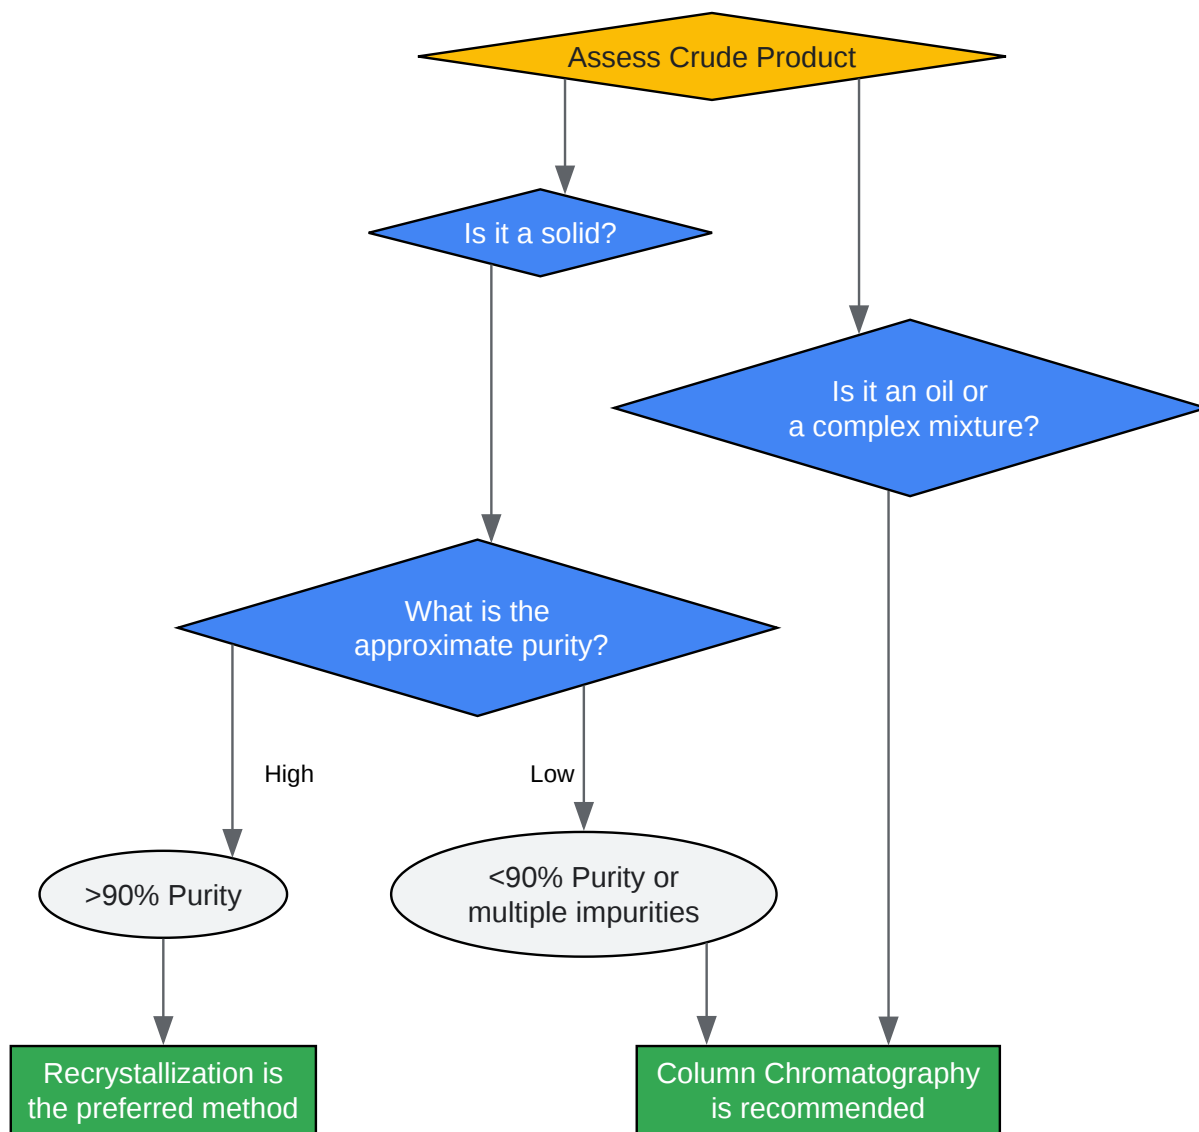 Assess Crude Product
Is it a solid?
Is it an oil or
a complex mixture?
What is the
approximate purity?
High
Low
>90% Purity
<90% Purity or
multiple impurities
Recrystallization is
the preferred method
Column Chromatography
is recommended